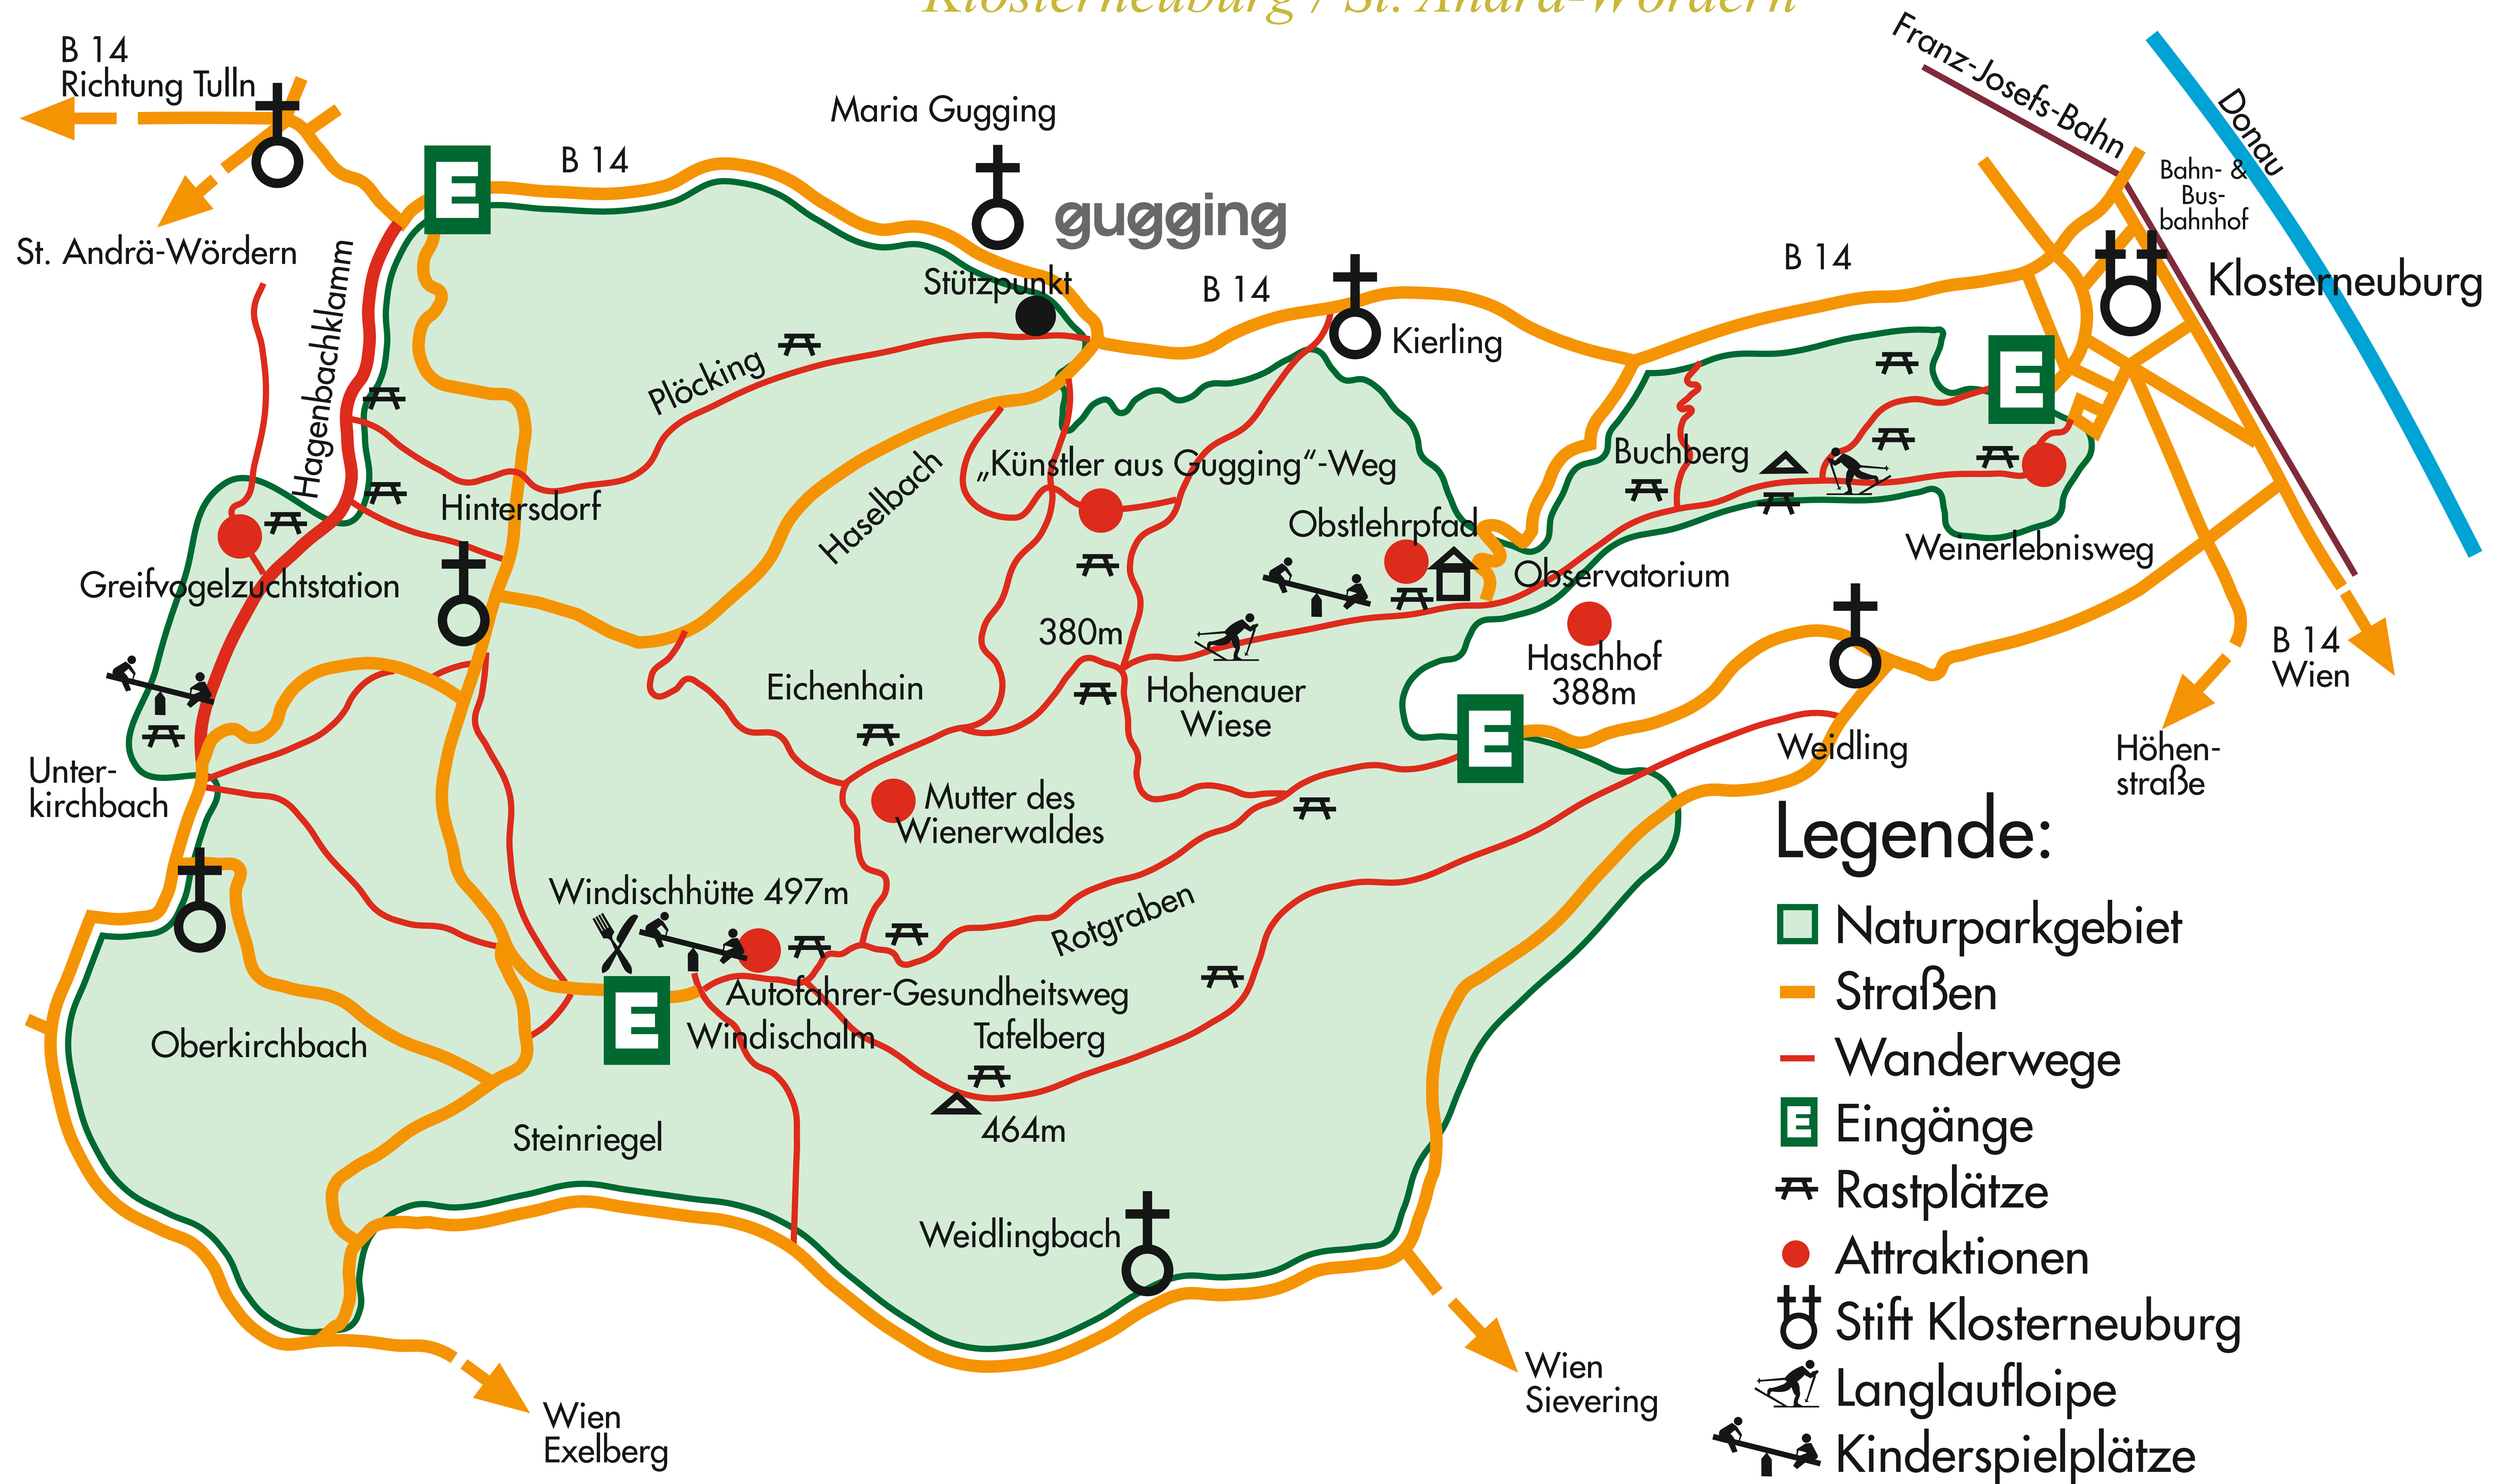 Klosterneuburg / St. Andrä-Wördern
B 14
Richtung Tulln
St. Andrä-Wördern
E
B 14
Maria Gugging
gugging
Stützpunkt
B 14
Kierling
B 14
Franz-Josefs-Bahn
Donau
Bahn- &
Bus-
bahnhof
Klosterneuburg
E
Hagenbachklamm
Plöcking
Hintersdorf
Haselbach
„Künstler aus Gugging“-Weg
Buchberg
Obstlehrpfad
Observatorium
Weinerlebnisweg
Greifvogelzuchtstation
380m
Eichenhain
Hohenauer
Wiese
Haschhof
388m
E
Weidling
B 14
Wien
Höhen-
straße
Unter-
kirchbach
Mutter des
Wienerwaldes
Windischhütte 497m
Rotgraben
Autofahrer-Gesundheitsweg
E
Windischalm
Tafelberg
464m
Oberkirchbach
Steinriegel
Weidlingbach
Wien
Sievering
Wien
Exelberg
Legende:
Naturparkgebiet
Straßen
Wanderwege
E Eingänge
Rastplätze
Attraktionen
Stift Klosterneuburg
Langlaufloipe
Kinderspielplätze